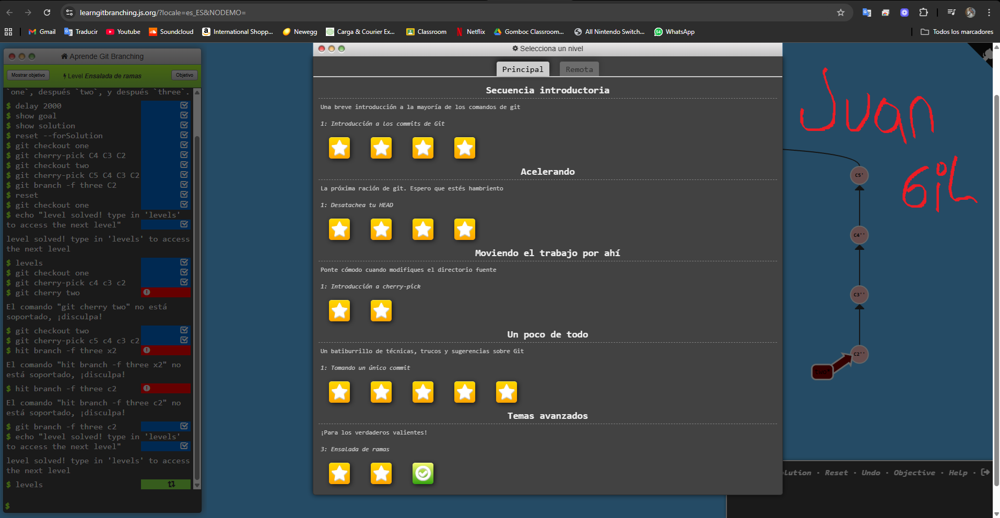 learngitbranching.js.org/?locale=es_ES&NODEMO=
Gmail
Traducir
Youtube
Soundcloud
International Shopp...
Newegg
Carga & Courier Ex...
Classroom
Netflix
Gomboc Classroom...
All Nintendo Switch...
WhatsApp
Todos los marcadores
Aprende Git Branching
Mostrar objetivo
Level Ensalada de ramas
Objetivo
`one`, después `two`, y después `three`.
$ delay 2000
$ show goal
$ show solution
$ reset --forSolution
$ git checkout one
$ git cherry-pick C4 C3 C2
$ git checkout two
$ git cherry-pick C5 C4 C3 C2
$ git branch -f three C2
$ reset
$ git checkout one
$ echo "level solved! type in 'levels'
to access the next level"
level solved! type in 'levels' to access
the next level
$ levels
$ git checkout one
$ git cherry-pick c4 c3 c2
$ git cherry two
El comando "git cherry two" no está
soportado, ¡disculpa!
$ git checkout two
$ git cherry-pick c5 c4 c3 c2
$ hit branch -f three x2
El comando "hit branch -f three x2" no
está soportado, ¡disculpa!
$ hit branch -f three c2
El comando "hit branch -f three c2" no
está soportado, ¡disculpa!
$ git branch -f three c2
$ echo "level solved! type in 'levels'
to access the next level"
level solved! type in 'levels' to access
the next level
$ levels
$
Selecciona un nivel
Principal
Remota
Secuencia introductoria
Una breve introducción a la mayoría de los comandos de git
1: Introducción a los commits de Git
Acelerando
La próxima ración de git. Espero que estés hambriento
1: Desatachea tu HEAD
Moviendo el trabajo por ahí
Ponte cómodo cuando modifiques el directorio fuente
1: Introducción a cherry-pick
Un poco de todo
Un batiburrillo de técnicas, trucos y sugerencias sobre Git
1: Tomando un único commit
Temas avanzados
¡Para los verdaderos valientes!
3: Ensalada de ramas
Juan
Gil
C5'
C4''
C3''
C2''
two*
lution · Reset · Undo · Objective · Help ·